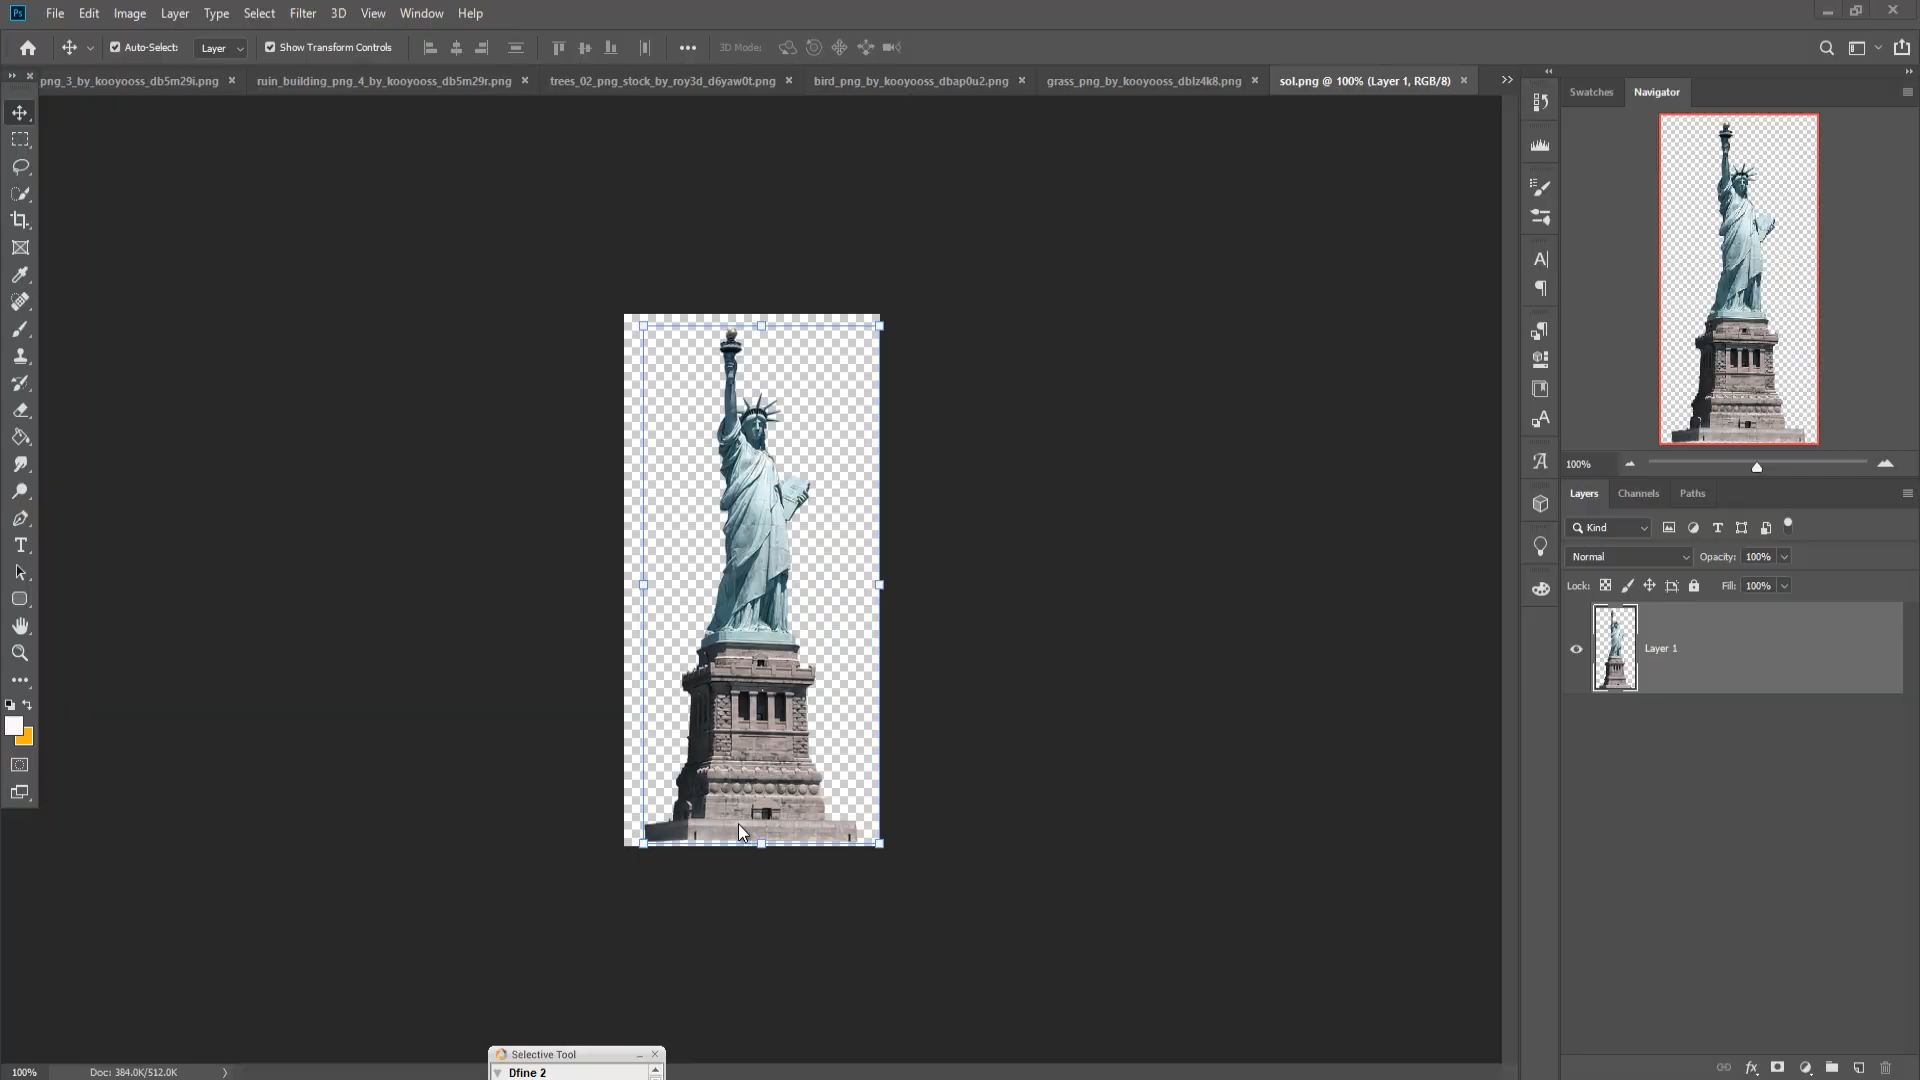 Ps File Edit Image Layer Type Select Filter 3D View Window Help
Auto-Select: Layer Show Transform Controls 3D Mode:
png_3_by_kooyooss_db5m29i.png × ruin_building_png_4_by_kooyooss_db5m29r.png × trees_02_png_stock_by_roy3d_d6yaw0t.png × bird_png_by_kooyooss_dbap0u2.png × grass_png_by_kooyooss_dblz4k8.png × sol.png @ 100% (Layer 1, RGB/8) ×
Swatches Navigator
100%
Layers Channels Paths
Kind
Normal Opacity: 100%
Lock: Fill: 100%
Layer 1
Selective Tool
Dfine 2
100% Doc: 384.0K/512.0K